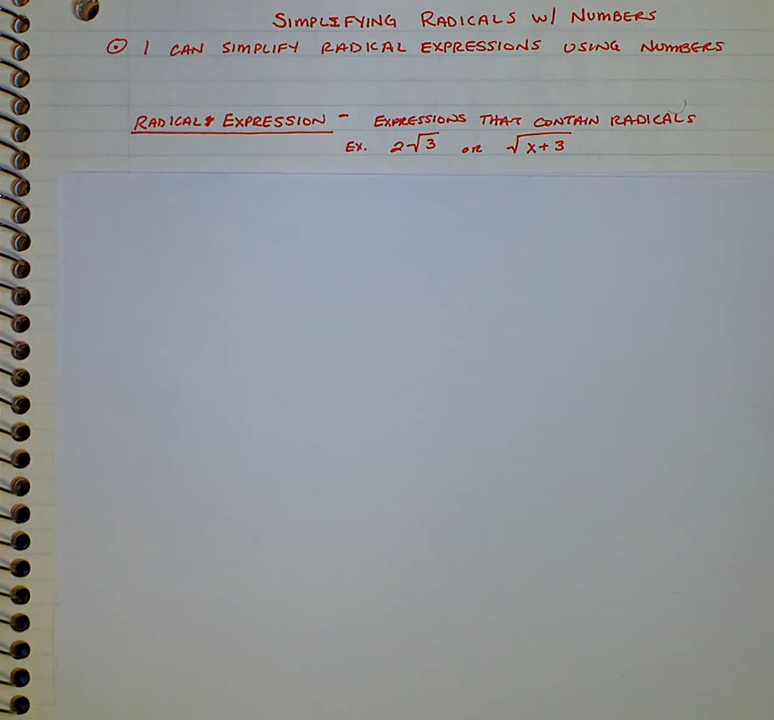 SIMPLIFYING RADICALS W/ NUMBERS
⊙ I CAN SIMPLIFY RADICAL EXPRESSIONS USING NUMBERS
RADICAL EXPRESSION - EXPRESSIONS THAT CONTAIN RADICALS
EX. 2√3 OR √x+3